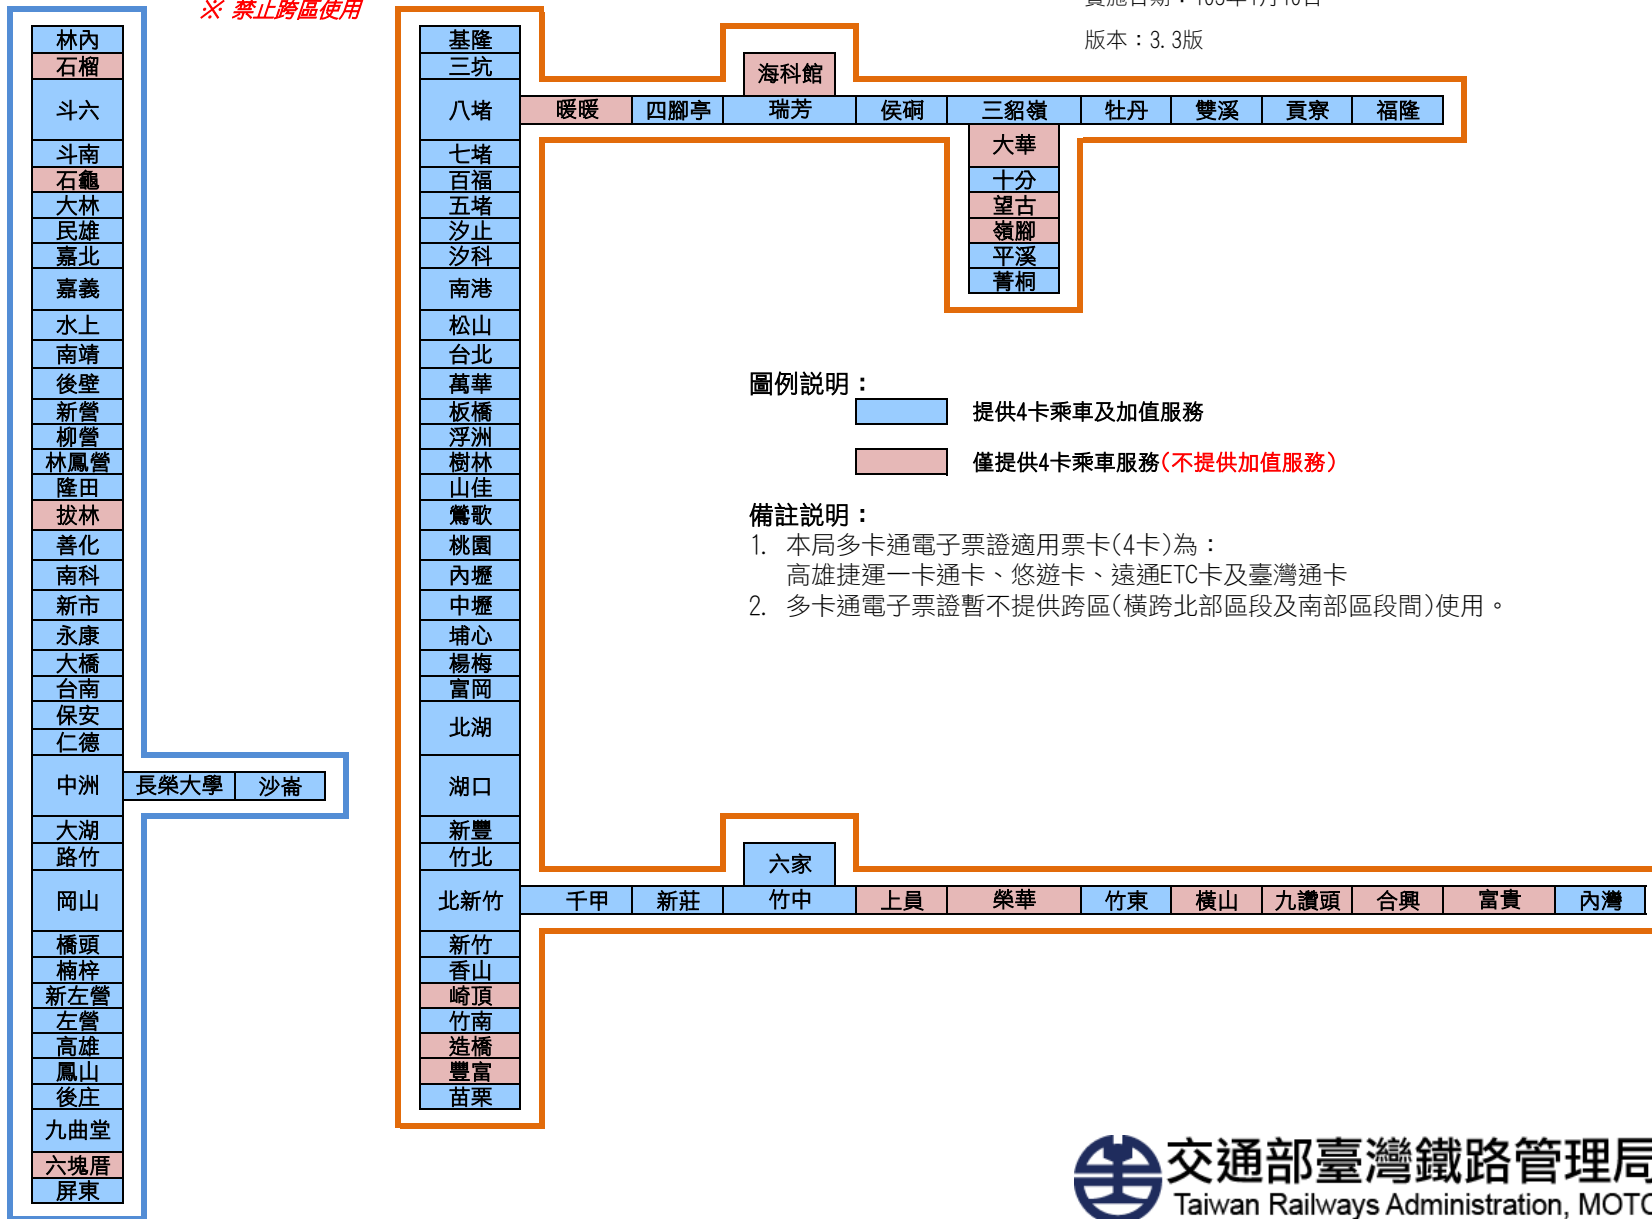 ※ 禁止跨區使用
版本：3.3版
林內
石榴
斗六
斗南
石龜
大林
民雄
嘉北
嘉義
水上
南靖
後壁
新營
柳營
林鳳營
隆田
拔林
善化
南科
新市
永康
大橋
台南
保安
仁德
中洲 長榮大學 沙崙
大湖
路竹
岡山
橋頭
楠梓
新左營
左營
高雄
鳳山
後庄
九曲堂
六塊厝
屏東
基隆
三坑
海科館
八堵 暖暖 四腳亭 瑞芳 侯硐 三貂嶺 牡丹 雙溪 貢寮 福隆
大華
十分
望古
嶺腳
平溪
菁桐
七堵
百福
五堵
汐止
汐科
南港
松山
台北
萬華
板橋
浮洲
樹林
山佳
鶯歌
桃園
內壢
中壢
埔心
楊梅
富岡
北湖
湖口
新豐
竹北
六家
北新竹 千甲 新莊 竹中 上員 榮華 竹東 橫山 九讚頭 合興 富貴 內灣
新竹
香山
崎頂
竹南
造橋
豐富
苗栗
圖例說明：
提供4卡乘車及加值服務
僅提供4卡乘車服務(不提供加值服務)
備註說明：
1. 本局多卡通電子票證適用票卡(4卡)為：
高雄捷運一卡通卡、悠遊卡、遠通ETC卡及臺灣通卡
2. 多卡通電子票證暫不提供跨區(橫跨北部區段及南部區段間)使用。
交通部臺灣鐵路管理局
Taiwan Railways Administration, MOTC